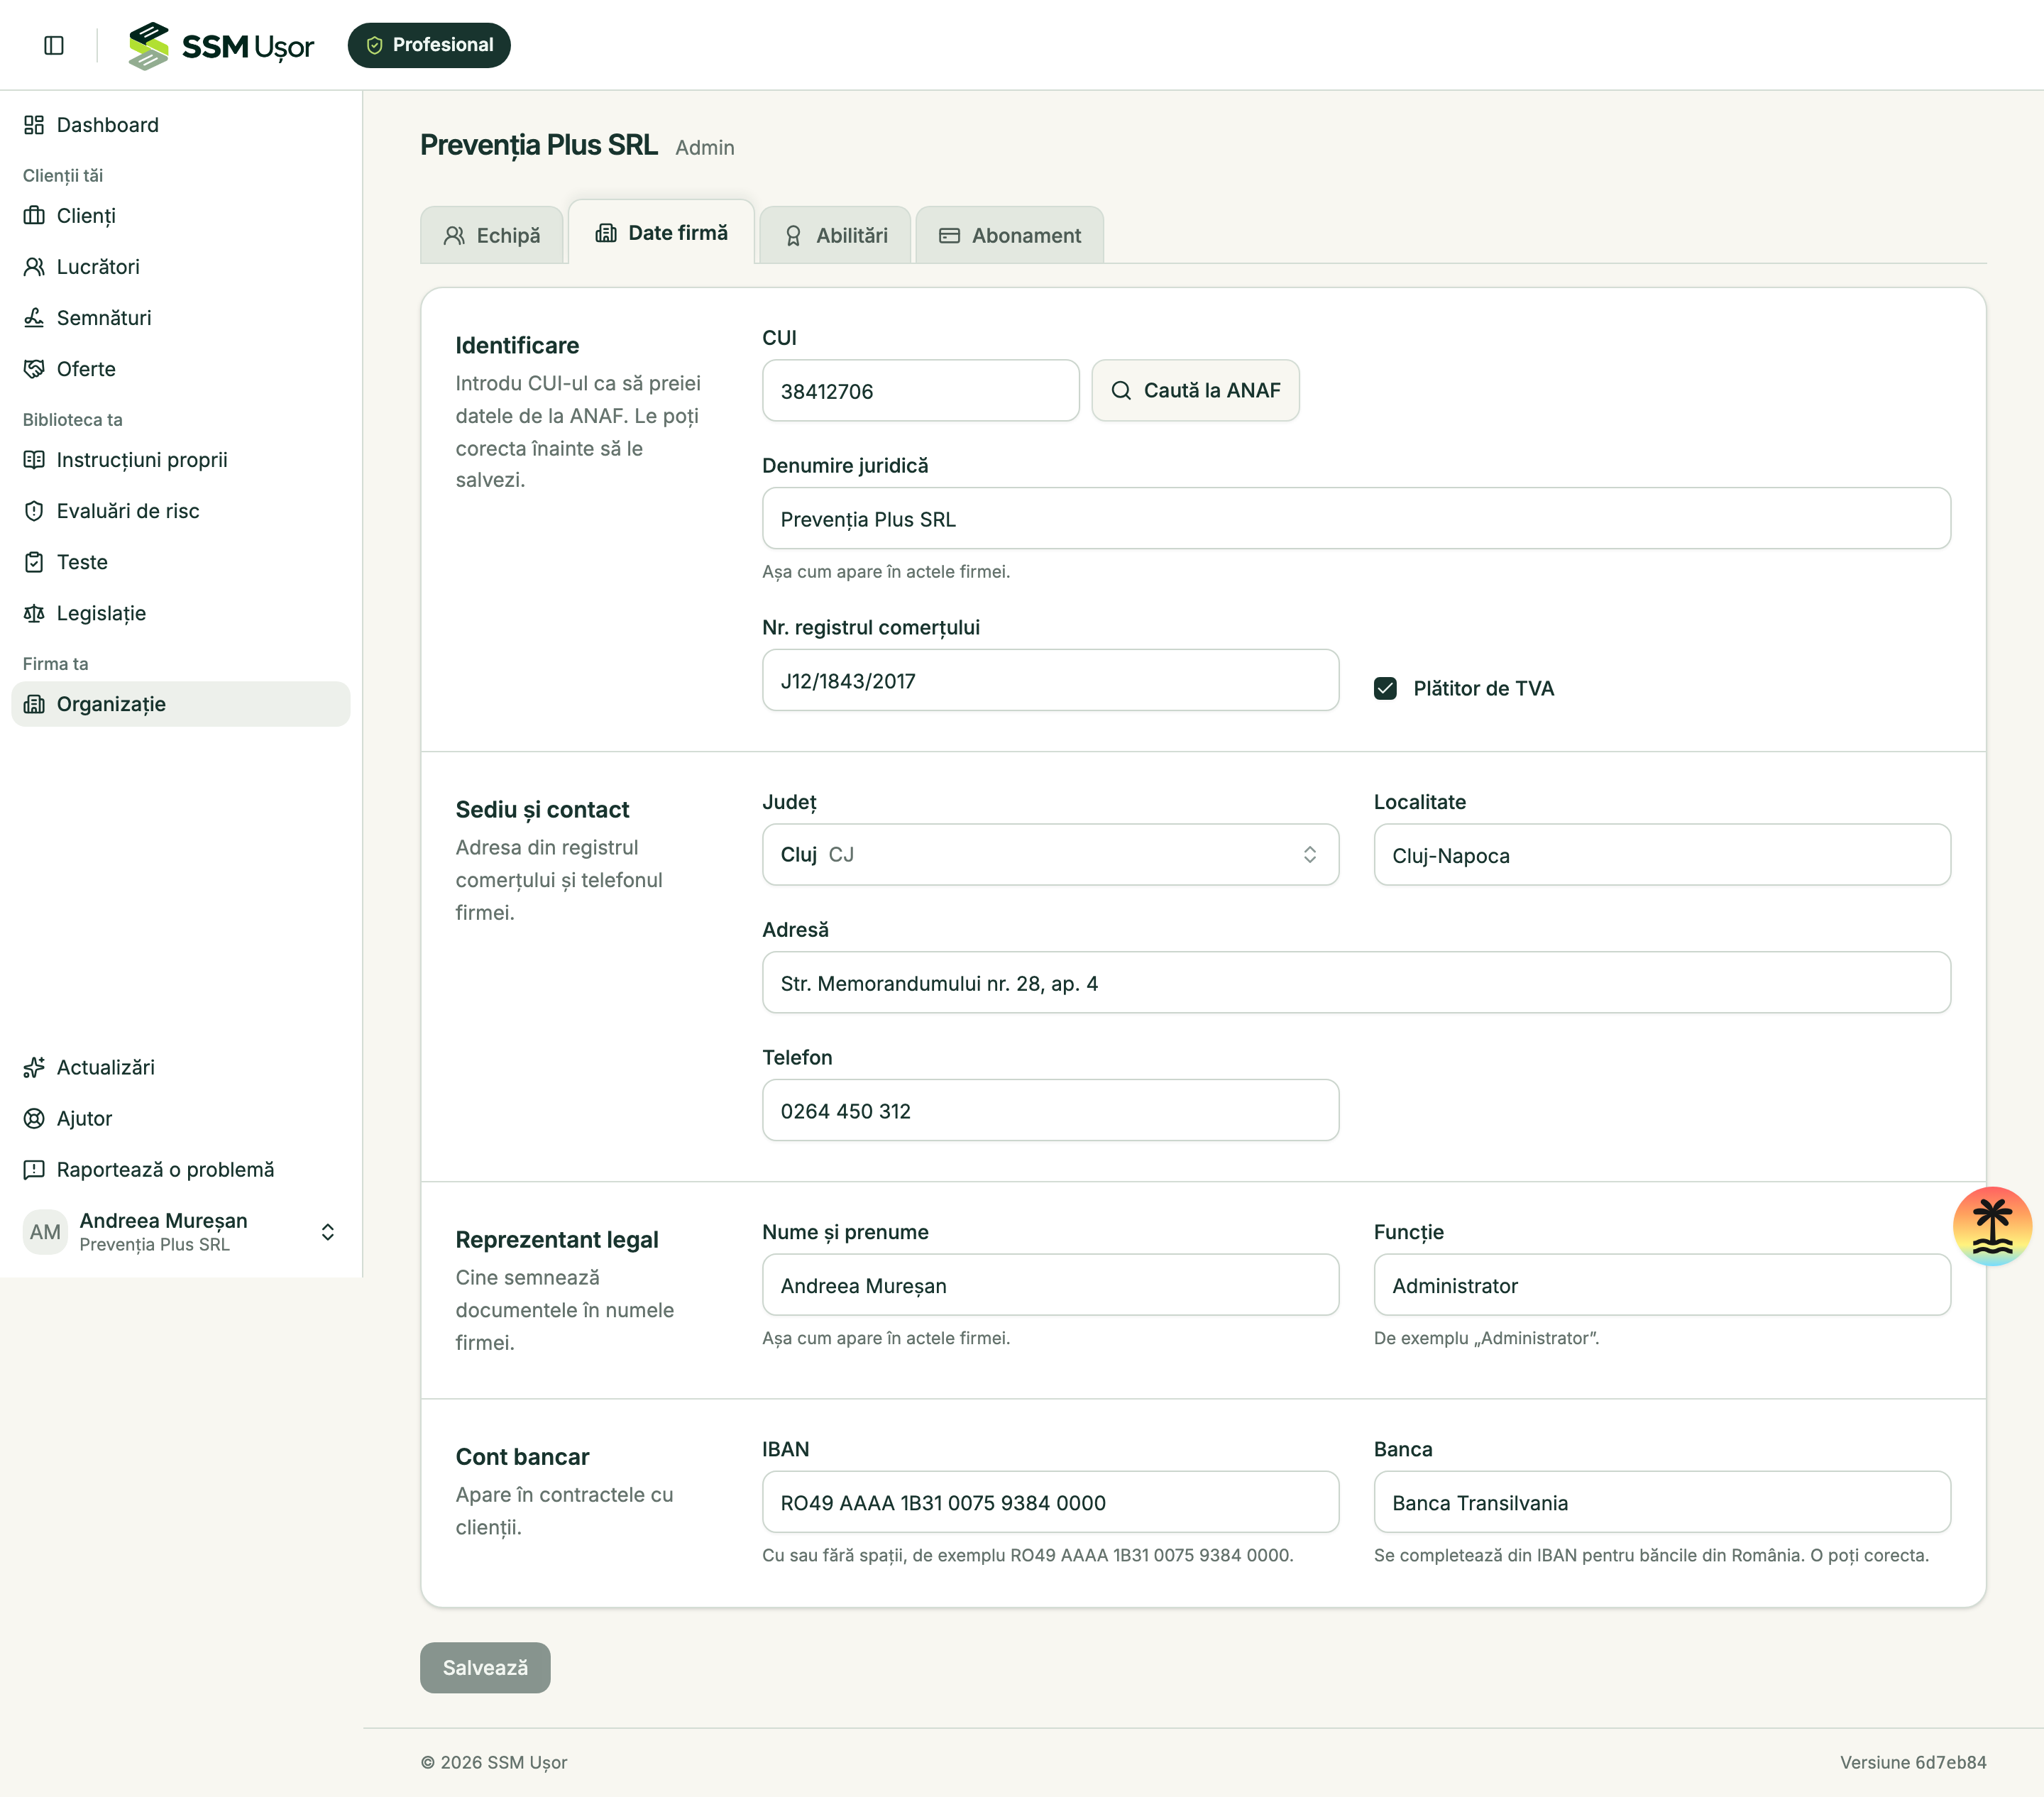 SSM Ușor
Profesional
Dashboard
Clienții tăi
Clienți
Lucrători
Semnături
Oferte
Biblioteca ta
Instrucțiuni proprii
Evaluări de risc
Teste
Legislație
Firma ta
Organizație
Actualizări
Ajutor
Raportează o problemă
AM
Andreea Mureșan
Prevenția Plus SRL
Prevenția Plus SRL Admin
Echipă
Date firmă
Abilitări
Abonament
Identificare
Introdu CUI-ul ca să preiei
datele de la ANAF. Le poți
corecta înainte să le
salvezi.
CUI
38412706
Caută la ANAF
Denumire juridică
Prevenția Plus SRL
Așa cum apare în actele firmei.
Nr. registrul comerțului
J12/1843/2017
Plătitor de TVA
Sediu și contact
Adresa din registrul
comerțului și telefonul
firmei.
Județ
Cluj CJ
Localitate
Cluj-Napoca
Adresă
Str. Memorandumului nr. 28, ap. 4
Telefon
0264 450 312
Reprezentant legal
Cine semnează
documentele în numele
firmei.
Nume și prenume
Andreea Mureșan
Așa cum apare în actele firmei.
Funcție
Administrator
De exemplu „Administrator”.
Cont bancar
Apare în contractele cu
clienții.
IBAN
RO49 AAAA 1B31 0075 9384 0000
Cu sau fără spații, de exemplu RO49 AAAA 1B31 0075 9384 0000.
Banca
Banca Transilvania
Se completează din IBAN pentru băncile din România. O poți corecta.
Salvează
© 2026 SSM Ușor
Versiune 6d7eb84